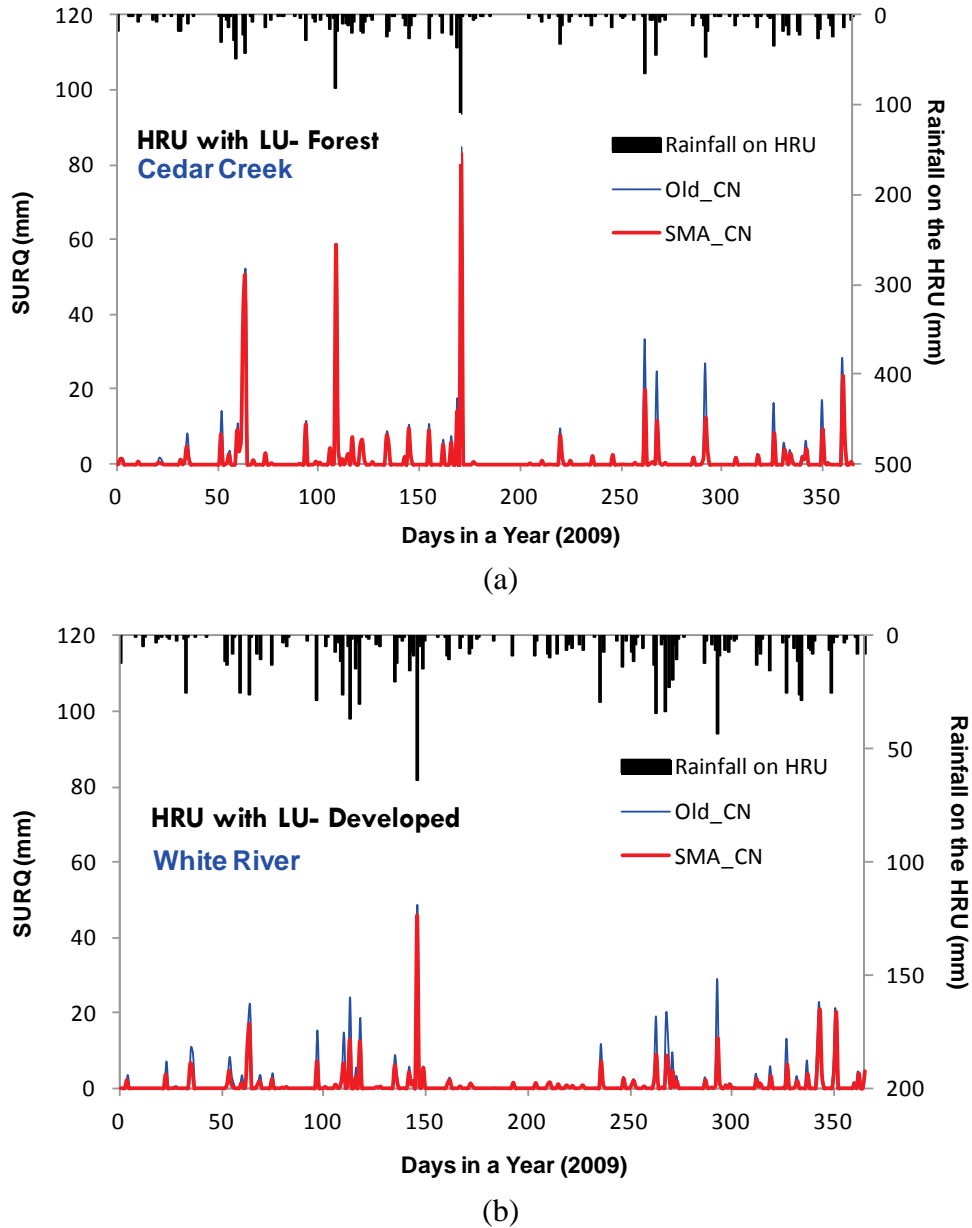 120
100
80
60
40
20
0
SURQ (mm)
0
100
200
300
400
500
Rainfall on the HRU (mm)
HRU with LU- Forest
Cedar Creek
Rainfall on HRU
Old_CN
SMA_CN
0 50 100 150 200 250 300 350
Days in a Year (2009)
(a)
120
100
80
60
40
20
0
SURQ (mm)
0
50
100
150
200
Rainfall on the HRU (mm)
HRU with LU- Developed
White River
Rainfall on HRU
Old_CN
SMA_CN
0 50 100 150 200 250 300 350
Days in a Year (2009)
(b)